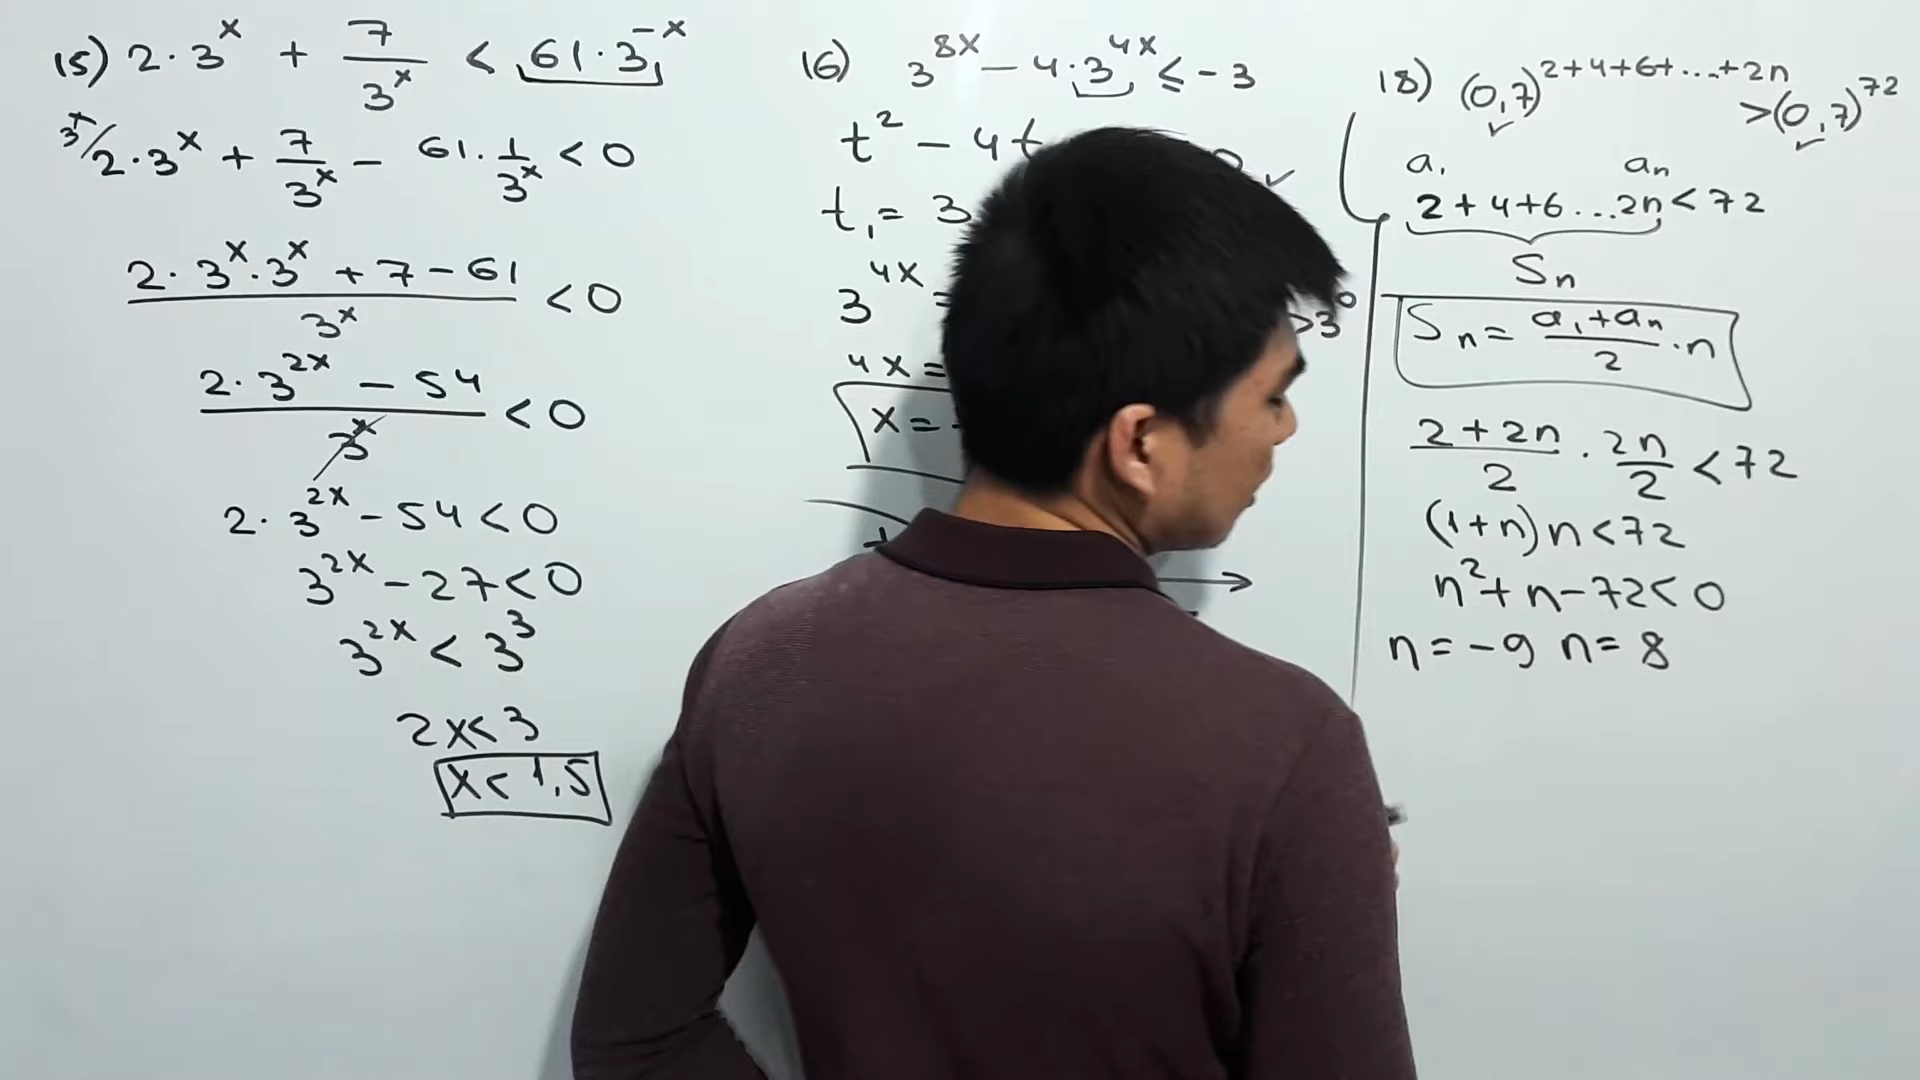 15) 2 · 3^x + 7/3^x < 61 · 3^-x
3^x/ 2 · 3^x + 7/3^x - 61 · 1/3^x < 0
(2 · 3^x · 3^x + 7 - 61)/3^x < 0
(2 · 3^2x - 54)/3^x < 0
2 · 3^2x - 54 < 0
3^2x - 27 < 0
3^2x < 3^3
2x < 3
x < 1,5
16) 3^8x - 4 · 3^4x ≤ -3
t^2 - 4t
t₁ = 3
3^4x = >3^0
4x =
x =
+
18) (0,7)^2+4+6+...+2n > (0,7)^72
a₁ aₙ
2 + 4 + 6 ... 2n < 72
Sₙ
Sₙ = (a₁ + aₙ)/2 · n
(2 + 2n)/2 · 2n/2 < 72
(1 + n) n < 72
n^2 + n - 72 < 0
n = -9 n = 8